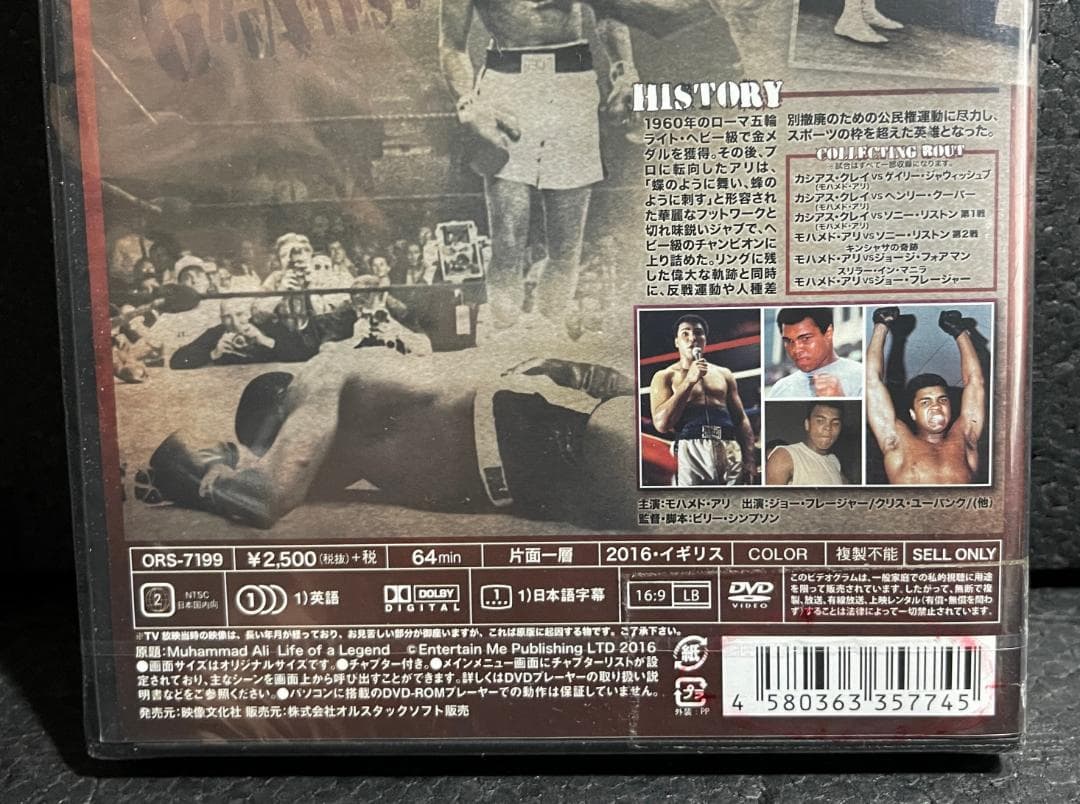 GREATEST
HISTORY
1960年のローマ五輪
ライト・ヘビー級で金メ
ダルを獲得。その後、プ
ロに転向したアリは、
「蝶のように舞い、蜂の
ように刺す」と形容され
た華麗なフットワークと
切れ味鋭いジャブで、ヘ
ビー級のチャンピオンに
上り詰めた。リングに残
した偉大な軌跡と同時
に、反戦運動や人種差
別撤廃のための公民権運動に尽力し、
スポーツの枠を超えた英雄となった。
COLLECTING BOUT
試合はすべて一部収録になります。
カシアス・クレイVSゲイリー・ジャウィッシュブ
(モハメド・アリ)
カシアス・クレイVSヘンリー・クーパー
(モハメド・アリ)
カシアス・クレイVSソニー・リストン 第1戦
(モハメド・アリ)
モハメド・アリVSソニー・リストン 第2戦
キンシャサの奇跡
モハメド・アリVSジョージ・フォアマン
スリラー・イン・マニラ
モハメド・アリVSジョー・フレージャー
主演:モハメド・アリ 出演:ジョー・フレージャー/クリス・ユーバンク/(他)
監督・脚本:ビリー・シンプソン
ORS-7199 ¥2,500(税抜)+税 64min 片面一層 2016・イギリス COLOR 複製不能 SELL ONLY
2 NTSC 日本国内向 1 1)英語 DOLBY DIGITAL 1 1)日本語字幕 16:9 LB DVD VIDEO
このビデオグラムは、一般家庭での私的視聴に用途
を限って販売されています。したがって、無断で複
製、放送、有線放送、上映レンタル(有償・無償を問わ
ず)することは法律によって一切禁止されています。
※TV放映当時の映像は、長い年月が経っており、お見苦しい部分が御座いますが、これは原版に起因する物です。ご了承下さい。
原題:Muhammad Ali Life of a Legend ©Entertain Me Publishing LTD 2016
●画面サイズはオリジナルサイズです。●チャプター付き。●メインメニュー画面にチャプターリストが設
定されており、主なシーンを画面上から呼び出すことができます。詳しくはDVDプレーヤーの取り扱い説
明書などをご参照ください。●パソコンに搭載のDVD-ROMプレーヤーでの動作は保証していません。
発売元:映像文化社 販売元:株式会社オルスタックソフト販売
紙
プラ
外装:PP
4 580363 357745